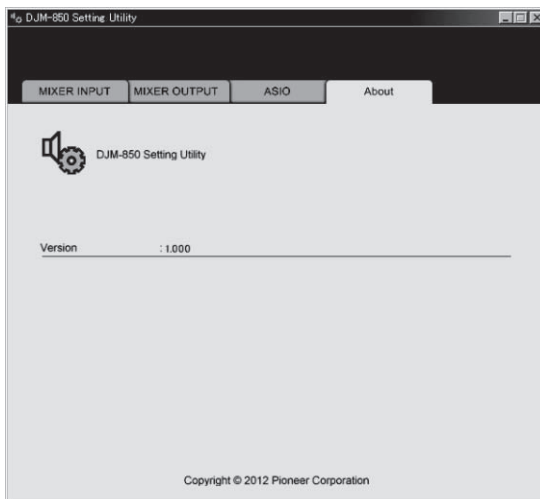 DJM-850 Setting Utility
MIXER INPUT MIXER OUTPUT ASIO About
DJM-850 Setting Utility
Version : 1.000
Copyright © 2012 Pioneer Corporation